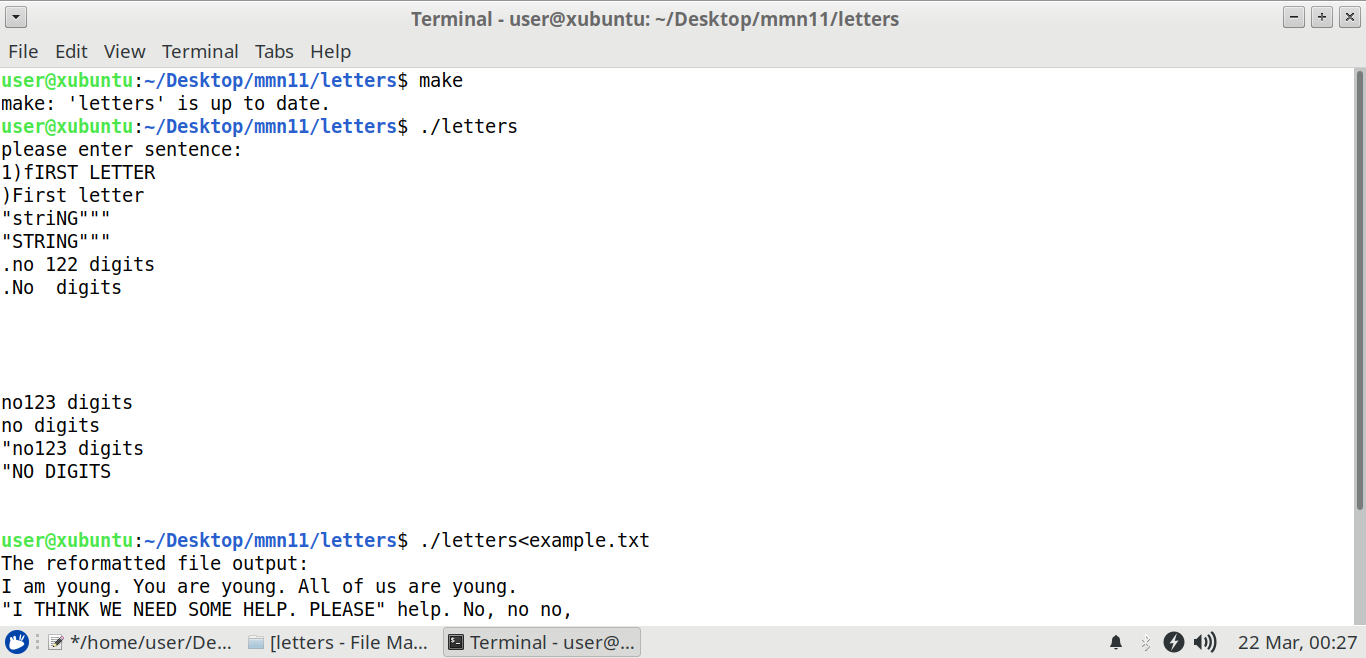 Terminal - user@xubuntu: ~/Desktop/mmn11/letters
File Edit View Terminal Tabs Help
user@xubuntu:~/Desktop/mmn11/letters$ make
make: 'letters' is up to date.
user@xubuntu:~/Desktop/mmn11/letters$ ./letters
please enter sentence:
1)fIRST LETTER
)First letter
"striNG"""
"STRING"""
.no 122 digits
.No  digits
no123 digits
no digits
"no123 digits
"NO DIGITS
user@xubuntu:~/Desktop/mmn11/letters$ ./letters<example.txt
The reformatted file output:
I am young. You are young. All of us are young.
"I THINK WE NEED SOME HELP. PLEASE" help. No, no no,
*/home/user/De... [letters - File Ma... Terminal - user@... 22 Mar, 00:27